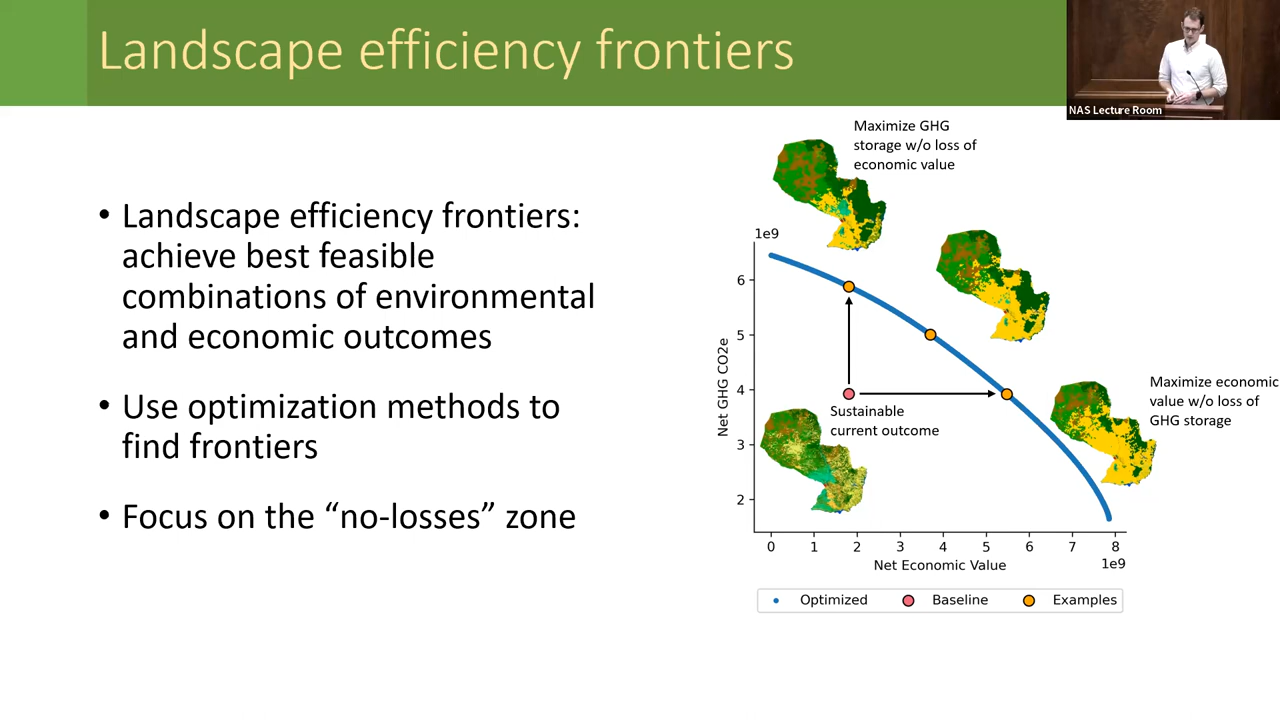 Landscape efficiency frontiers
NAS Lecture Room
• Landscape efficiency frontiers:
achieve best feasible
combinations of environmental
and economic outcomes
• Use optimization methods to
find frontiers
• Focus on the “no-losses” zone
Maximize GHG
storage w/o loss of
economic value
1e9
6
5
4
3
2
Net GHG CO2e
Sustainable
current outcome
Maximize economic
value w/o loss of
GHG storage
0 1 2 3 4 5 6 7 8
Net Economic Value
1e9
Optimized Baseline Examples